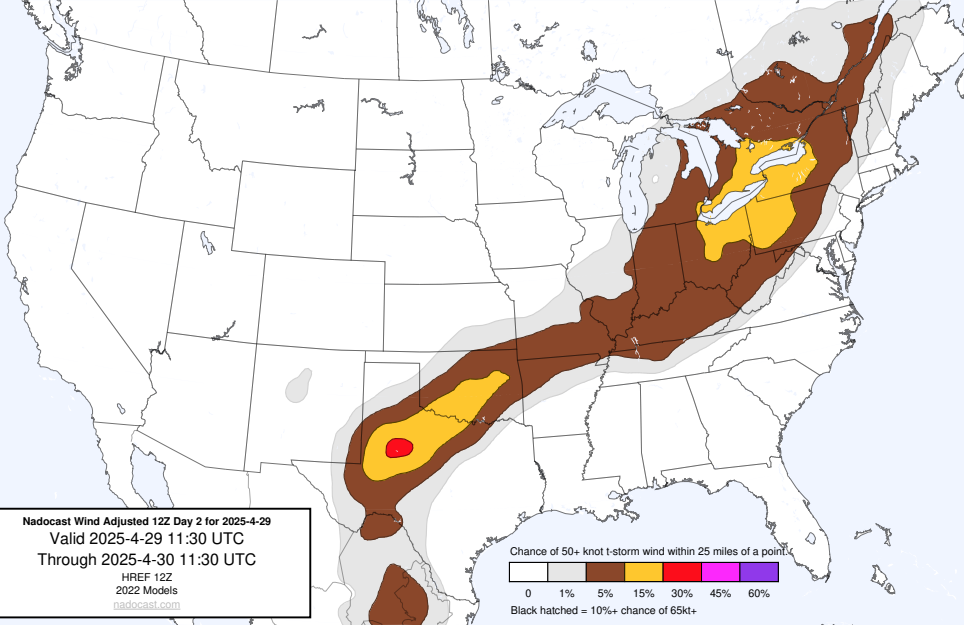 Nadocast Wind Adjusted 12Z Day 2 for 2025-4-29
Valid 2025-4-29 11:30 UTC
Through 2025-4-30 11:30 UTC
HREF 12Z
2022 Models
nadocast.com
Chance of 50+ knot t-storm wind within 25 miles of a point.
0 1% 5% 15% 30% 45% 60%
Black hatched = 10%+ chance of 65kt+